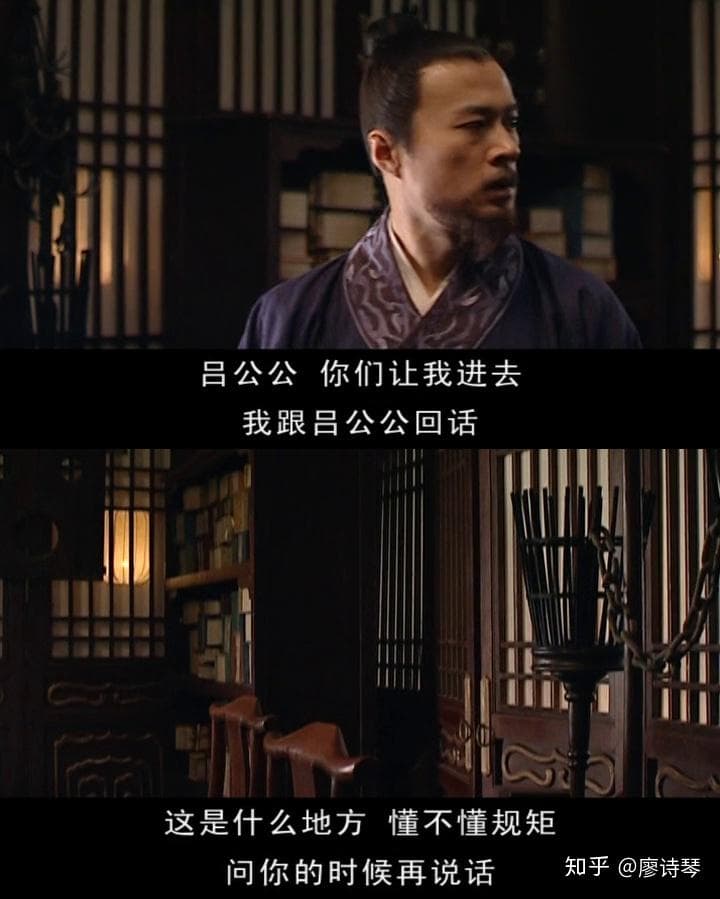 吕公公 你们让我进去
我跟吕公公回话
这是什么地方 懂不懂规矩
问你的时候再说话
知乎 @廖诗琴